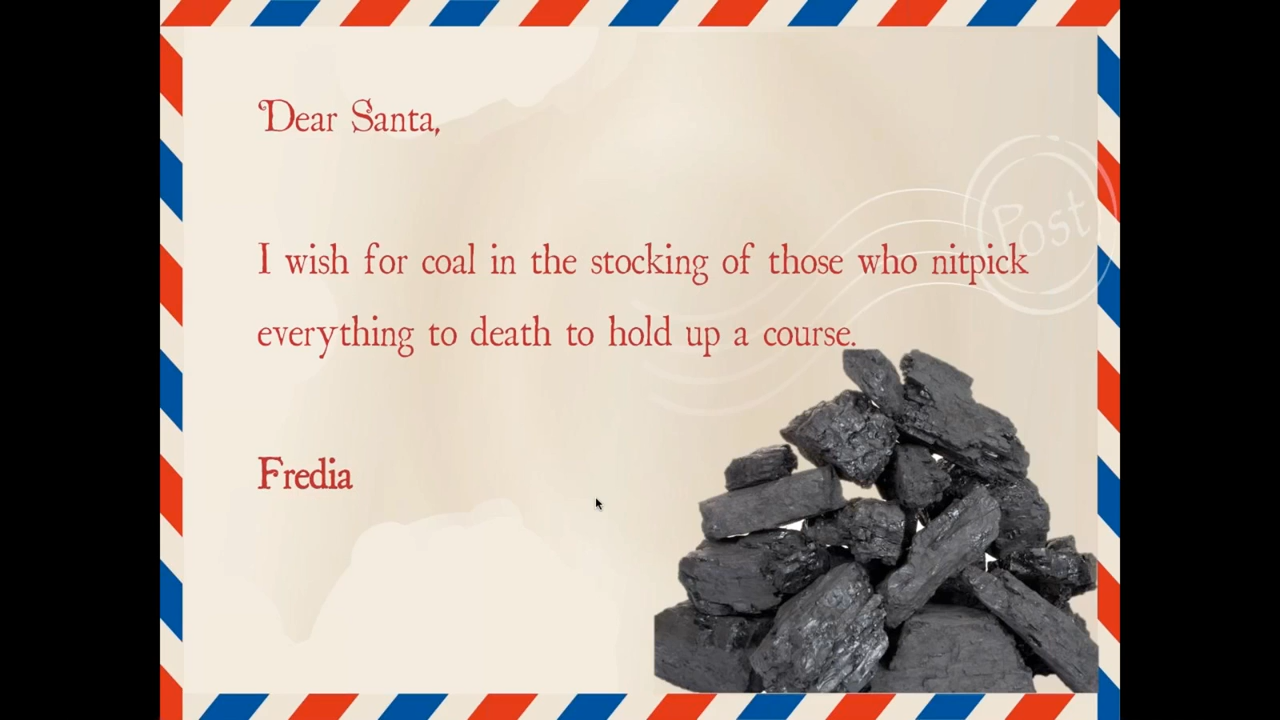 Dear Santa,
Post
I wish for coal in the stocking of those who nitpick
everything to death to hold up a course.
Fredia